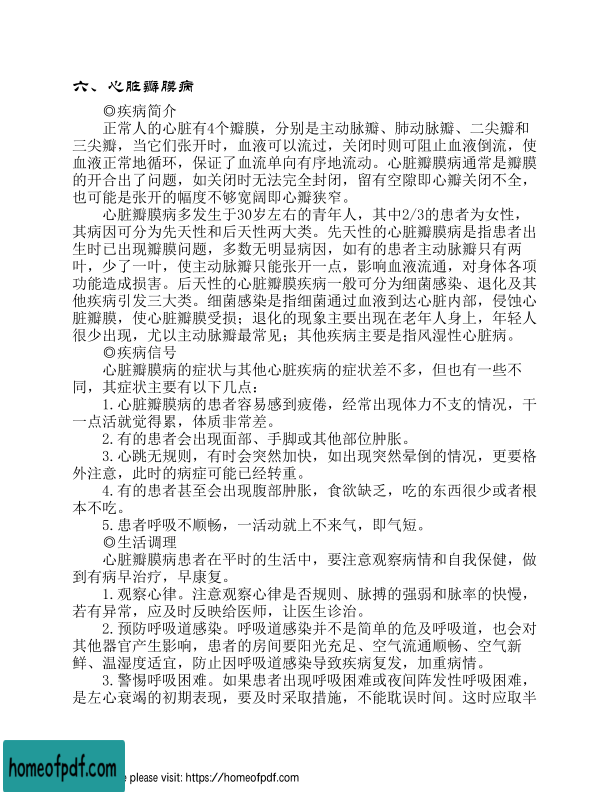 六、心脏瓣膜病
◎疾病简介
正常人的心脏有4个瓣膜，分别是主动脉瓣、肺动脉瓣、二尖瓣和
三尖瓣，当它们张开时，血液可以流过，关闭时则可阻止血液倒流，使
血液正常地循环，保证了血流单向有序地流动。心脏瓣膜病通常是瓣膜
的开合出了问题，如关闭时无法完全封闭，留有空隙即心瓣关闭不全，
也可能是张开的幅度不够宽阔即心瓣狭窄。
心脏瓣膜病多发生于30岁左右的青年人，其中2/3的患者为女性，
其病因可分为先天性和后天性两大类。先天性的心脏瓣膜病是指患者出
生时已出现瓣膜问题，多数无明显病因，如有的患者主动脉瓣只有两
叶，少了一叶，使主动脉瓣只能张开一点，影响血液流通，对身体各项
功能造成损害。后天性的心脏瓣膜疾病一般可分为细菌感染、退化及其
他疾病引发三大类。细菌感染是指细菌通过血液到达心脏内部，侵蚀心
脏瓣膜，使心脏瓣膜受损；退化的现象主要出现在老年人身上，年轻人
很少出现，尤以主动脉瓣最常见；其他疾病主要是指风湿性心脏病。
◎疾病信号
心脏瓣膜病的症状与其他心脏疾病的症状差不多，但也有一些不
同，其症状主要有以下几点：
1.心脏瓣膜病的患者容易感到疲倦，经常出现体力不支的情况，干
一点活就觉得累，体质非常差。
2.有的患者会出现面部、手脚或其他部位肿胀。
3.心跳无规则，有时会突然加快，如出现突然晕倒的情况，更要格
外注意，此时的病症可能已经转重。
4.有的患者甚至会出现腹部肿胀，食欲缺乏，吃的东西很少或者根
本不吃。
5.患者呼吸不顺畅，一活动就上不来气，即气短。
◎生活调理
心脏瓣膜病患者在平时的生活中，要注意观察病情和自我保健，做
到有病早治疗，早康复。
1.观察心律。注意观察心律是否规则、脉搏的强弱和脉率的快慢，
若有异常，应及时反映给医师，让医生诊治。
2.预防呼吸道感染。呼吸道感染并不是简单的危及呼吸道，也会对
其他器官产生影响，患者的房间要阳光充足、空气流通顺畅、空气新
鲜、温湿度适宜，防止因呼吸道感染导致疾病复发，加重病情。
3.警惕呼吸困难。如果患者出现呼吸困难或夜间阵发性呼吸困难，
是左心衰竭的初期表现，要及时采取措施，不能耽误时间。这时应取半
homeofpdf.com
e please visit: https://homeofpdf.com